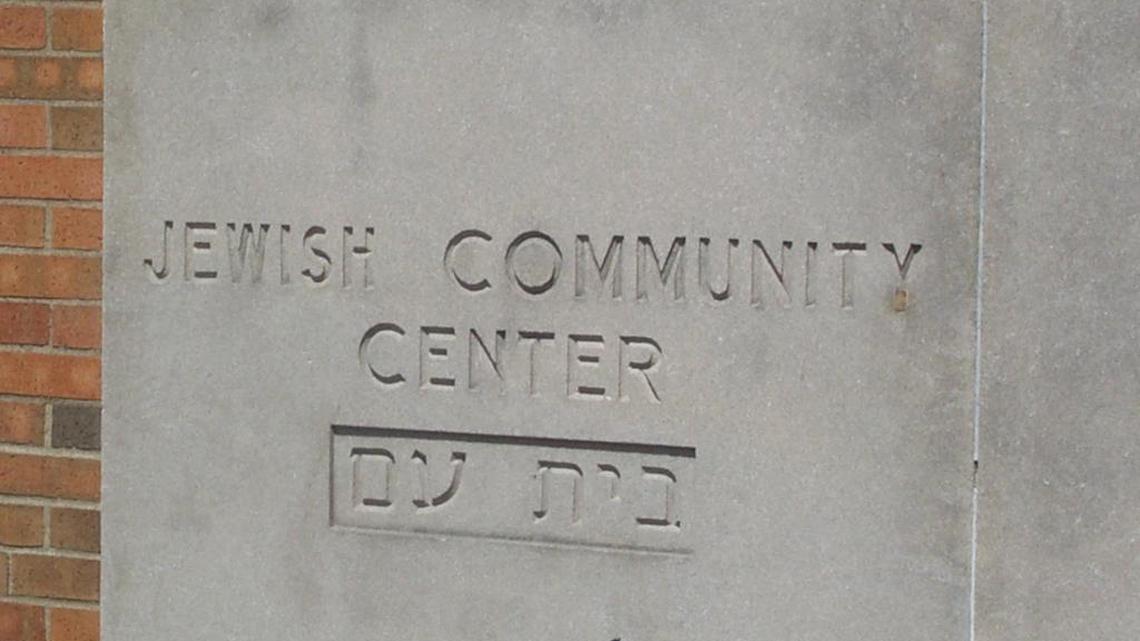 JEWISH COMMUNITY
CENTER
בית עם